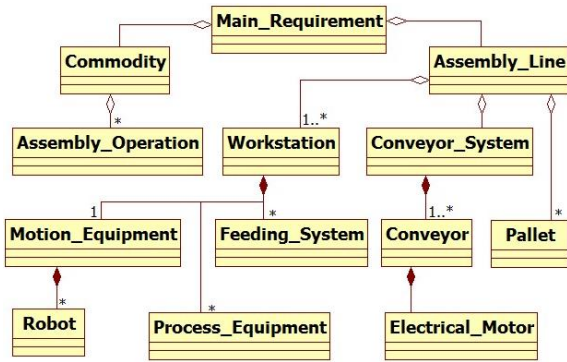 Main_Requirement
Commodity
Assembly_Line
*
1..*
Assembly_Operation
Workstation
Conveyor_System
1
*
1..*
*
Motion_Equipment
Feeding_System
Conveyor
Pallet
*
*
Robot
Process_Equipment
Electrical_Motor